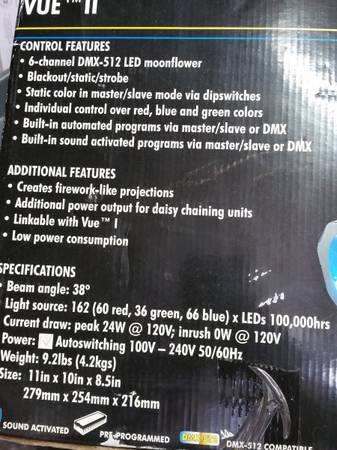 VUE™ II
CONTROL FEATURES
• 6-channel DMX-512 LED moonflower
• Blackout/static/strobe
• Static color in master/slave mode via dipswitches
• Individual control over red, blue and green colors
• Built-in automated programs via master/slave or DMX
• Built-in sound activated programs via master/slave or DMX
ADDITIONAL FEATURES
• Creates firework-like projections
• Additional power output for daisy chaining units
• Linkable with Vue™ I
• Low power consumption
SPECIFICATIONS
• Beam angle: 38º
Light source: 162 (60 red, 36 green, 66 blue) x LEDs 100,000hrs
Current draw: peak 24W @ 120V; inrush 0W @ 120V
Power: Autoswitching 100V – 240V 50/60Hz
Weight: 9.2lbs (4.2kgs)
Size: 11in x 10in x 8.5in
279mm x 254mm x 216mm
SOUND ACTIVATED PRE-PROGRAMMED DMX-512 COMPATIBLE